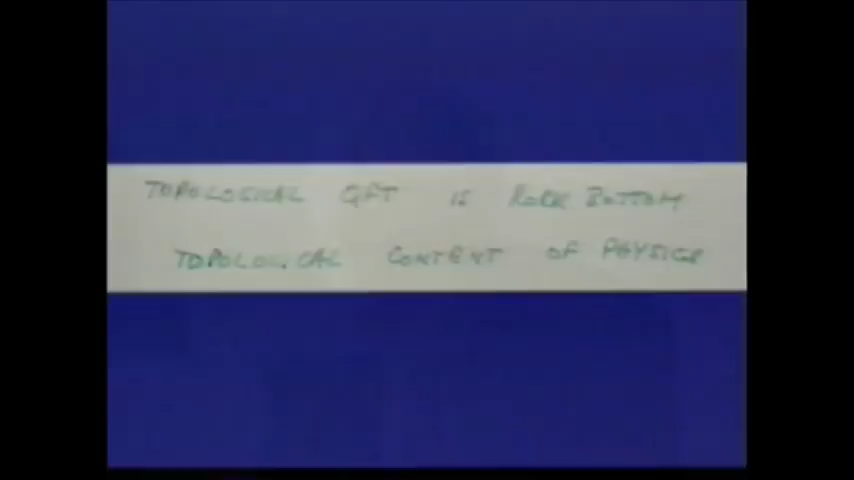 TOPOLOGICAL QFT IS ROCK BOTTOM
TOPOLOGICAL CONTENT OF PHYSICS